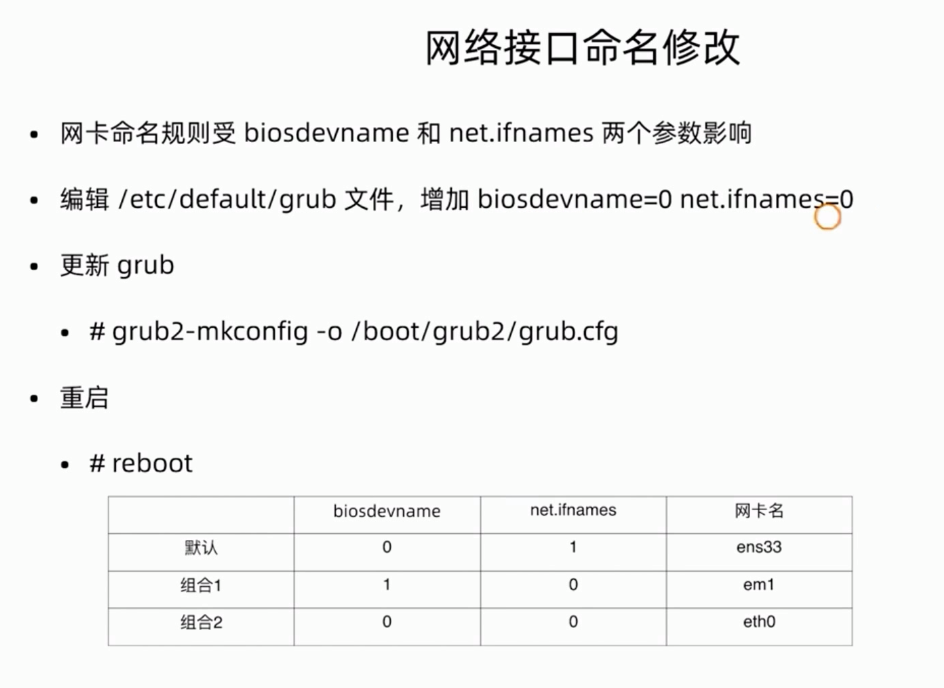 网络接口命名修改
• 网卡命名规则受 biosdevname 和 net.ifnames 两个参数影响
• 编辑 /etc/default/grub 文件，增加 biosdevname=0 net.ifnames=0
• 更新 grub
• # grub2-mkconfig -o /boot/grub2/grub.cfg
• 重启
• # reboot
biosdevname net.ifnames 网卡名
默认 0 1 ens33
组合1 1 0 em1
组合2 0 0 eth0